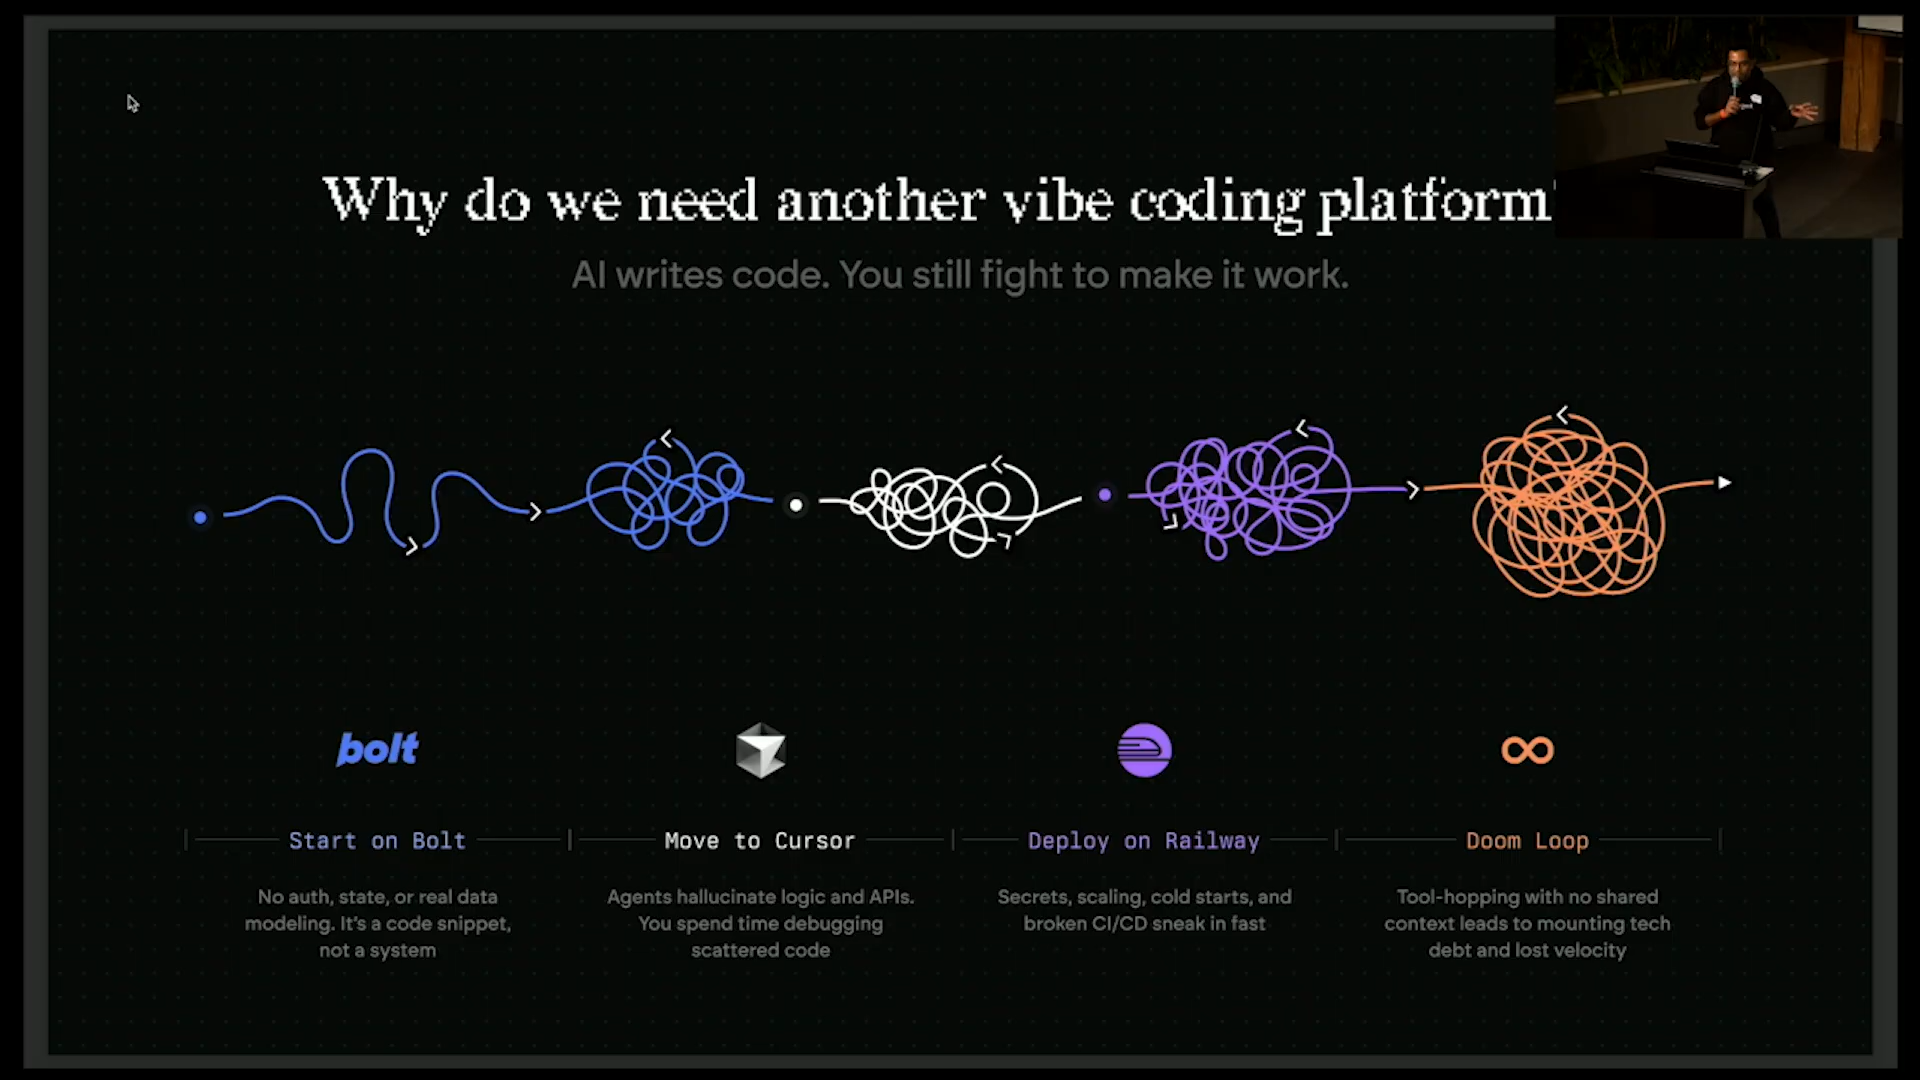 Why do we need another vibe coding platform
AI writes code. You still fight to make it work.
bolt
Start on Bolt
No auth, state, or real data
modeling. It's a code snippet,
not a system
Move to Cursor
Agents hallucinate logic and APIs.
You spend time debugging
scattered code
Deploy on Railway
Secrets, scaling, cold starts, and
broken CI/CD sneak in fast
Doom Loop
Tool-hopping with no shared
context leads to mounting tech
debt and lost velocity